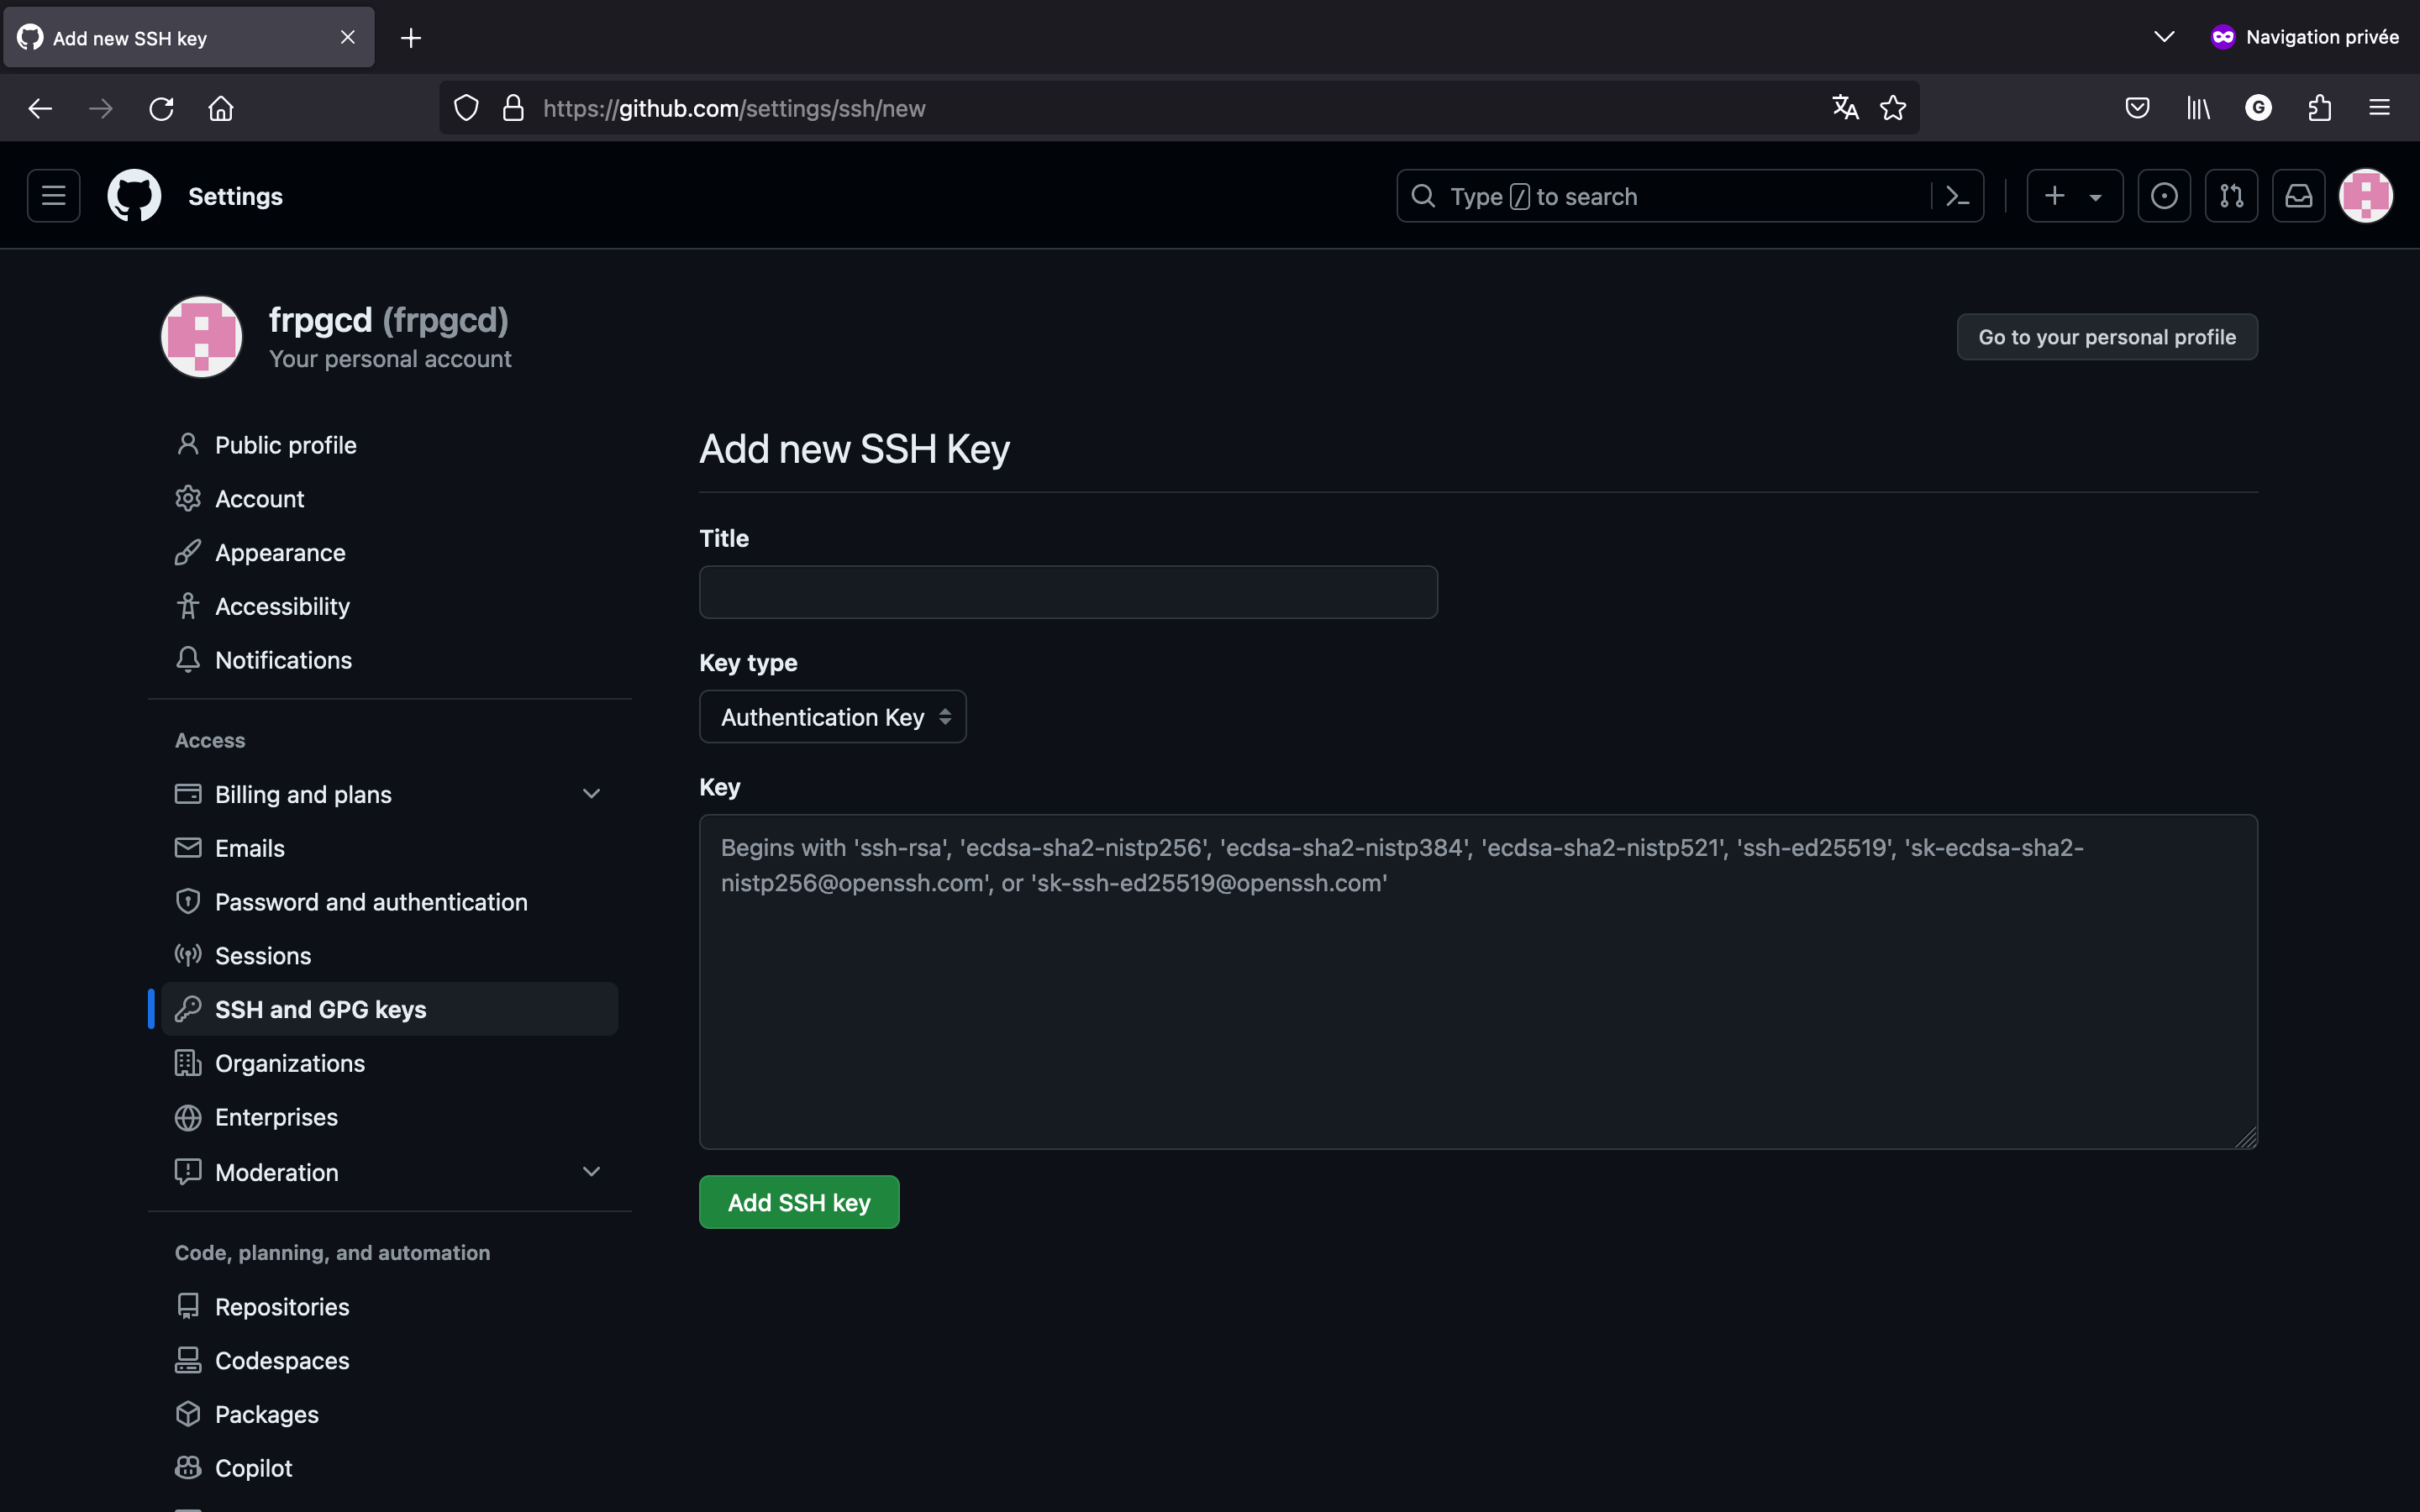 Add new SSH key
Navigation privée
https://github.com/settings/ssh/new
G
Settings
Type / to search
frpgcd (frpgcd)
Your personal account
Go to your personal profile
Public profile
Account
Appearance
Accessibility
Notifications
Access
Billing and plans
Emails
Password and authentication
Sessions
SSH and GPG keys
Organizations
Enterprises
Moderation
Code, planning, and automation
Repositories
Codespaces
Packages
Copilot
Add new SSH Key
Title
Key type
Authentication Key
Key
Begins with 'ssh-rsa', 'ecdsa-sha2-nistp256', 'ecdsa-sha2-nistp384', 'ecdsa-sha2-nistp521', 'ssh-ed25519', 'sk-ecdsa-sha2-
nistp256@openssh.com', or 'sk-ssh-ed25519@openssh.com'
Add SSH key